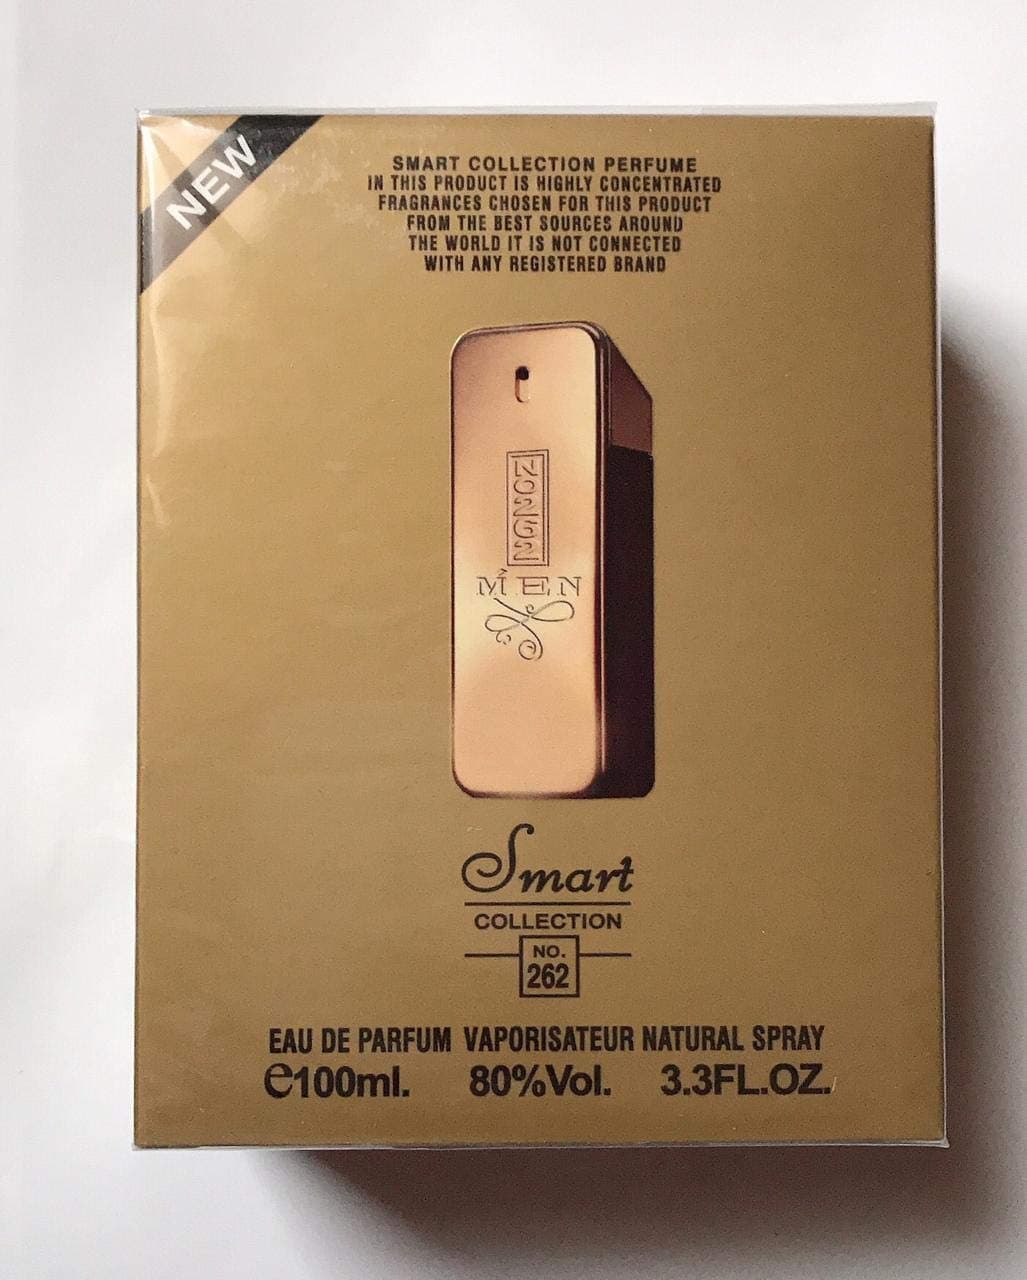 NEW
SMART COLLECTION PERFUME
IN THIS PRODUCT IS HIGHLY CONCENTRATED
FRAGRANCES CHOSEN FOR THIS PRODUCT
FROM THE BEST SOURCES AROUND
THE WORLD IT IS NOT CONNECTED
WITH ANY REGISTERED BRAND
NO262
MEN
Smart
COLLECTION
NO.
262
EAU DE PARFUM VAPORISATEUR NATURAL SPRAY
℮100ml. 80%Vol. 3.3FL.OZ.